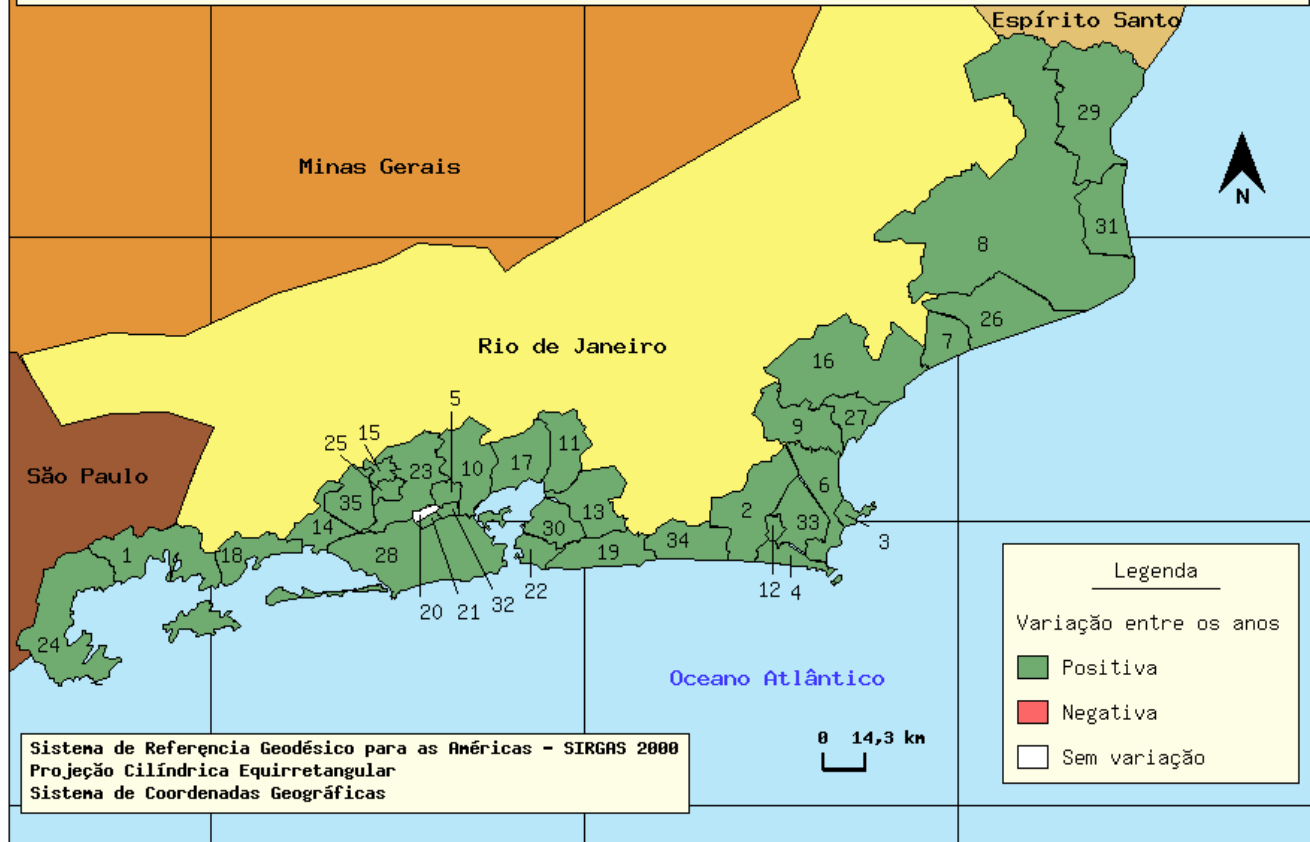 Espírito Santo
29
Minas Gerais
N
31
8
26
Rio de Janeiro
7
16
5
27
15
9
25
11
23
10
17
São Paulo
6
35
2
13
14
30
33
28
34
3
1
18
19
12
4
22
32
20
21
24
Oceano Atlântico
Legenda
Variação entre os anos
Positiva
Negativa
Sem variação
0 14,3 km
Sistema de Referençia Geodésico para as Américas - SIRGAS 2000
Projeção Cilíndrica Equirretangular
Sistema de Coordenadas Geográficas